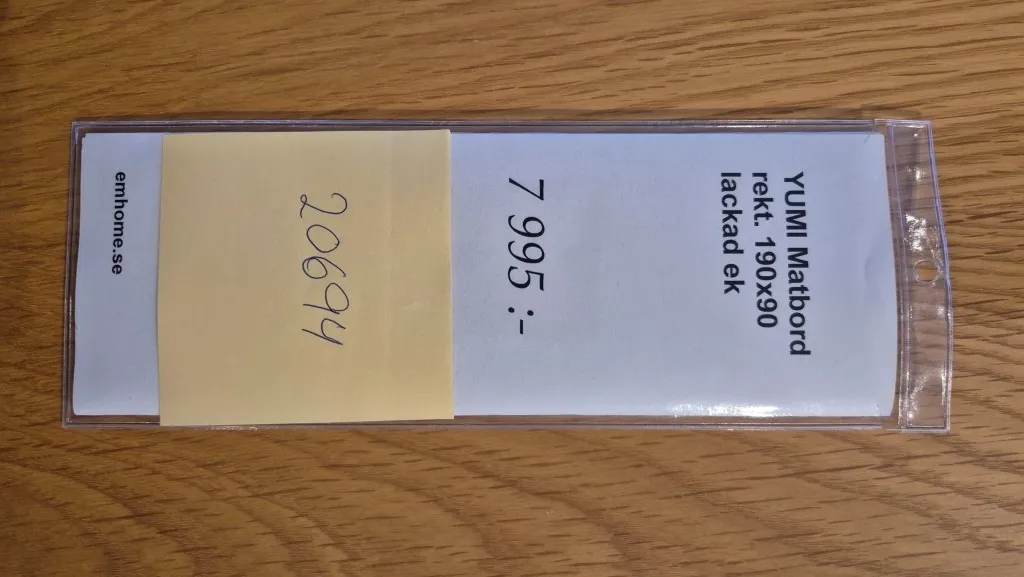 YUMI Matbord
rekt. 190x90
lackad ek
7 995 :-
20694
emhome.se